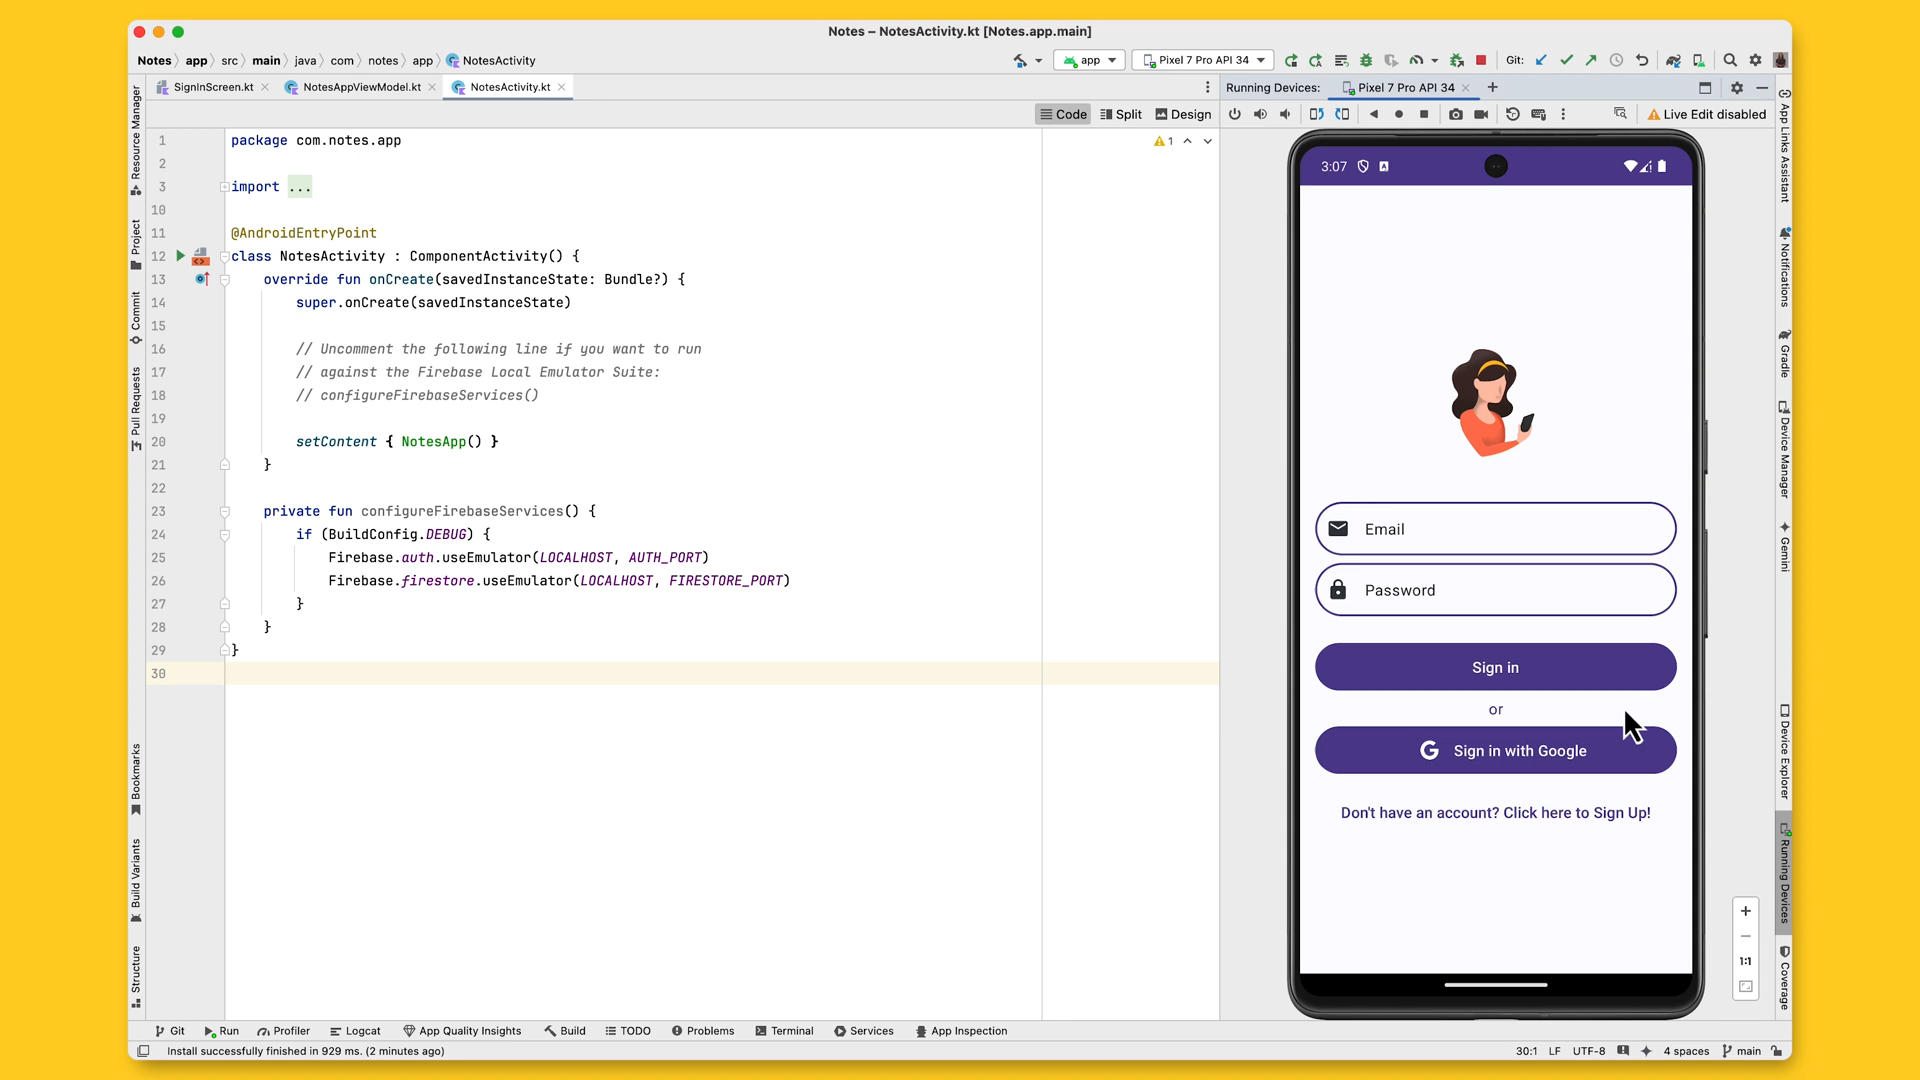 Notes – NotesActivity.kt [Notes.app.main]
Notes app src main java com notes app NotesActivity
app Pixel 7 Pro API 34 Git:
SignInScreen.kt NotesAppViewModel.kt NotesActivity.kt
Running Devices: Pixel 7 Pro API 34
Code Split Design
Live Edit disabled
1 package com.notes.app
1
2
3 import ...
10
11 @AndroidEntryPoint
12 class NotesActivity : ComponentActivity() {
13 override fun onCreate(savedInstanceState: Bundle?) {
14 super.onCreate(savedInstanceState)
15
16 // Uncomment the following line if you want to run
17 // against the Firebase Local Emulator Suite:
18 // configureFirebaseServices()
19
20 setContent { NotesApp() }
21 }
22
23 private fun configureFirebaseServices() {
24 if (BuildConfig.DEBUG) {
25 Firebase.auth.useEmulator(LOCALHOST, AUTH_PORT)
26 Firebase.firestore.useEmulator(LOCALHOST, FIRESTORE_PORT)
27 }
28 }
29 }
30
Resource Manager
Project
Commit
Pull Requests
Bookmarks
Build Variants
Structure
3:07
Email
Password
Sign in
or
G Sign in with Google
Don't have an account? Click here to Sign Up!
1:1
App Links Assistant
Notifications
Gradle
Device Manager
Gemini
Device Explorer
Running Devices
Coverage
Git Run Profiler Logcat App Quality Insights Build TODO Problems Terminal Services App Inspection
Install successfully finished in 929 ms. (2 minutes ago)
30:1 LF UTF-8 4 spaces main